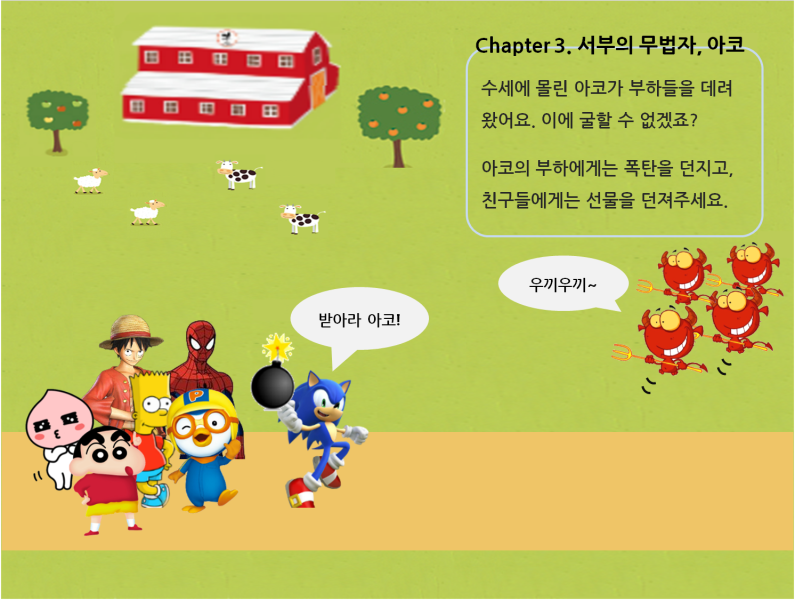 Chapter 3. 서부의 무법자, 아코
수세에 몰린 아코가 부하들을 데려
왔어요. 이에 굴할 수 없겠죠?
아코의 부하에게는 폭탄을 던지고,
친구들에게는 선물을 던져주세요.
우끼우끼~
받아라 아코!
P